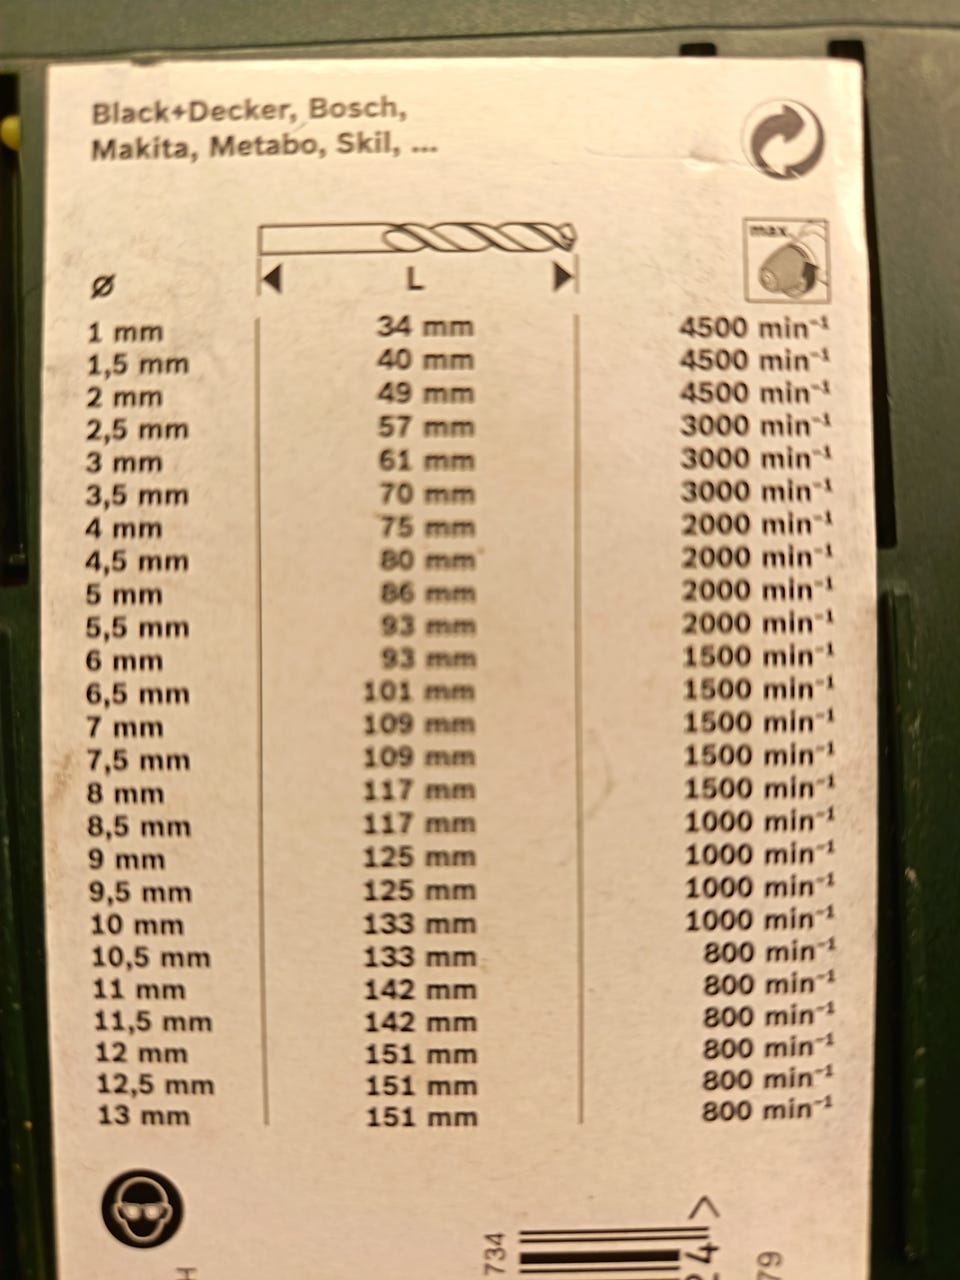 Black+Decker, Bosch,
Makita, Metabo, Skil, ...
max.
Ø L
1 mm 34 mm 4500 min⁻¹
1,5 mm 40 mm 4500 min⁻¹
2 mm 49 mm 4500 min⁻¹
2,5 mm 57 mm 3000 min⁻¹
3 mm 61 mm 3000 min⁻¹
3,5 mm 70 mm 3000 min⁻¹
4 mm 75 mm 2000 min⁻¹
4,5 mm 80 mm 2000 min⁻¹
5 mm 86 mm 2000 min⁻¹
5,5 mm 93 mm 2000 min⁻¹
6 mm 93 mm 1500 min⁻¹
6,5 mm 101 mm 1500 min⁻¹
7 mm 109 mm 1500 min⁻¹
7,5 mm 109 mm 1500 min⁻¹
8 mm 117 mm 1500 min⁻¹
8,5 mm 117 mm 1000 min⁻¹
9 mm 125 mm 1000 min⁻¹
9,5 mm 125 mm 1000 min⁻¹
10 mm 133 mm 1000 min⁻¹
10,5 mm 133 mm 800 min⁻¹
11 mm 142 mm 800 min⁻¹
11,5 mm 142 mm 800 min⁻¹
12 mm 151 mm 800 min⁻¹
12,5 mm 151 mm 800 min⁻¹
13 mm 151 mm 800 min⁻¹
734
4>
79